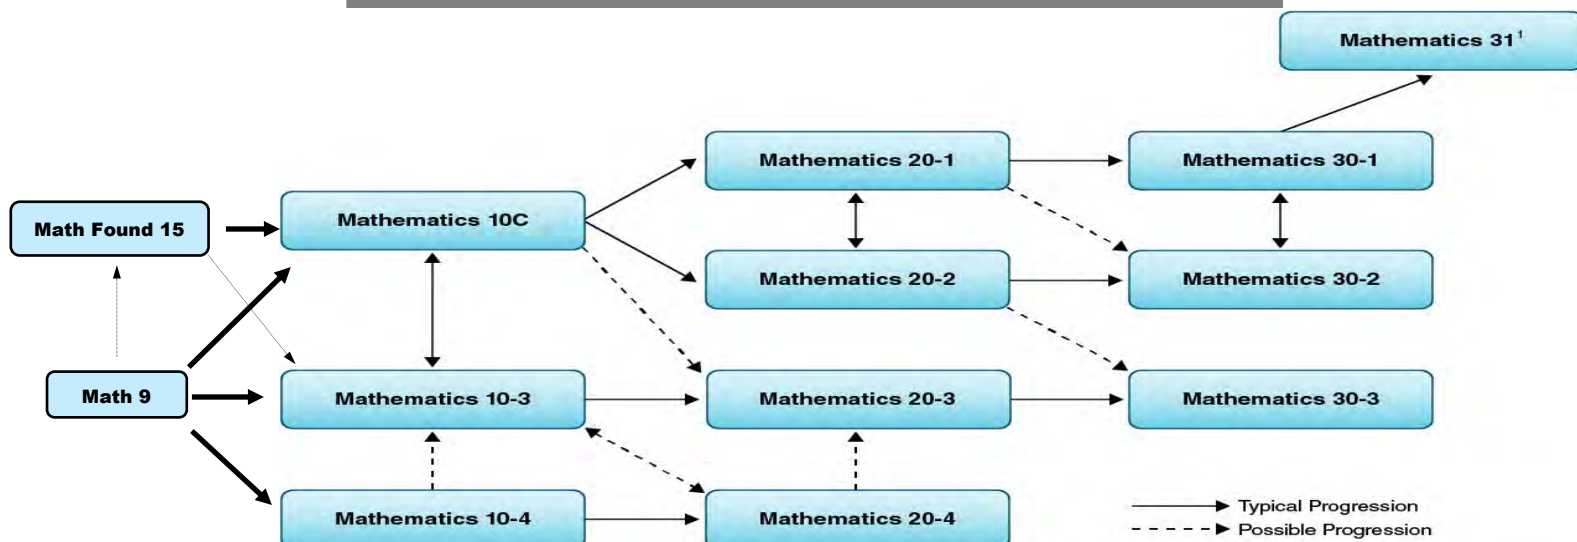 Mathematics 31¹
Mathematics 20-1
Mathematics 30-1
Math Found 15
Mathematics 10C
Mathematics 20-2
Mathematics 30-2
Math 9
Mathematics 10-3
Mathematics 20-3
Mathematics 30-3
Mathematics 10-4
Mathematics 20-4
Typical Progression
Possible Progression